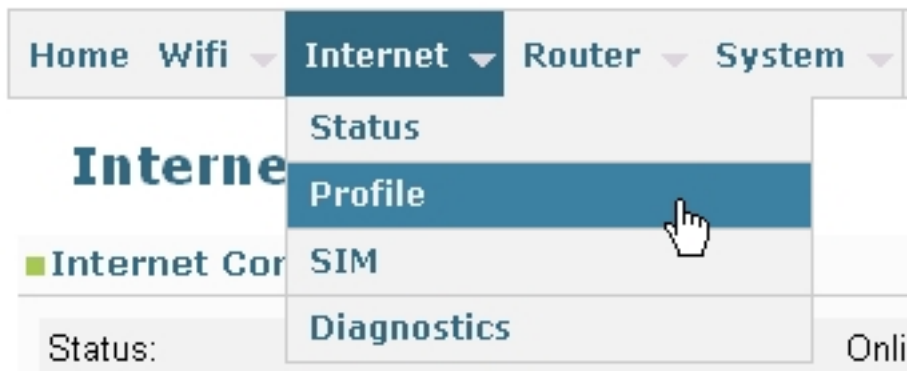 Home Wifi Internet Router System
Status
Interne
Profile
Internet Cor
SIM
Diagnostics
Status: Onli